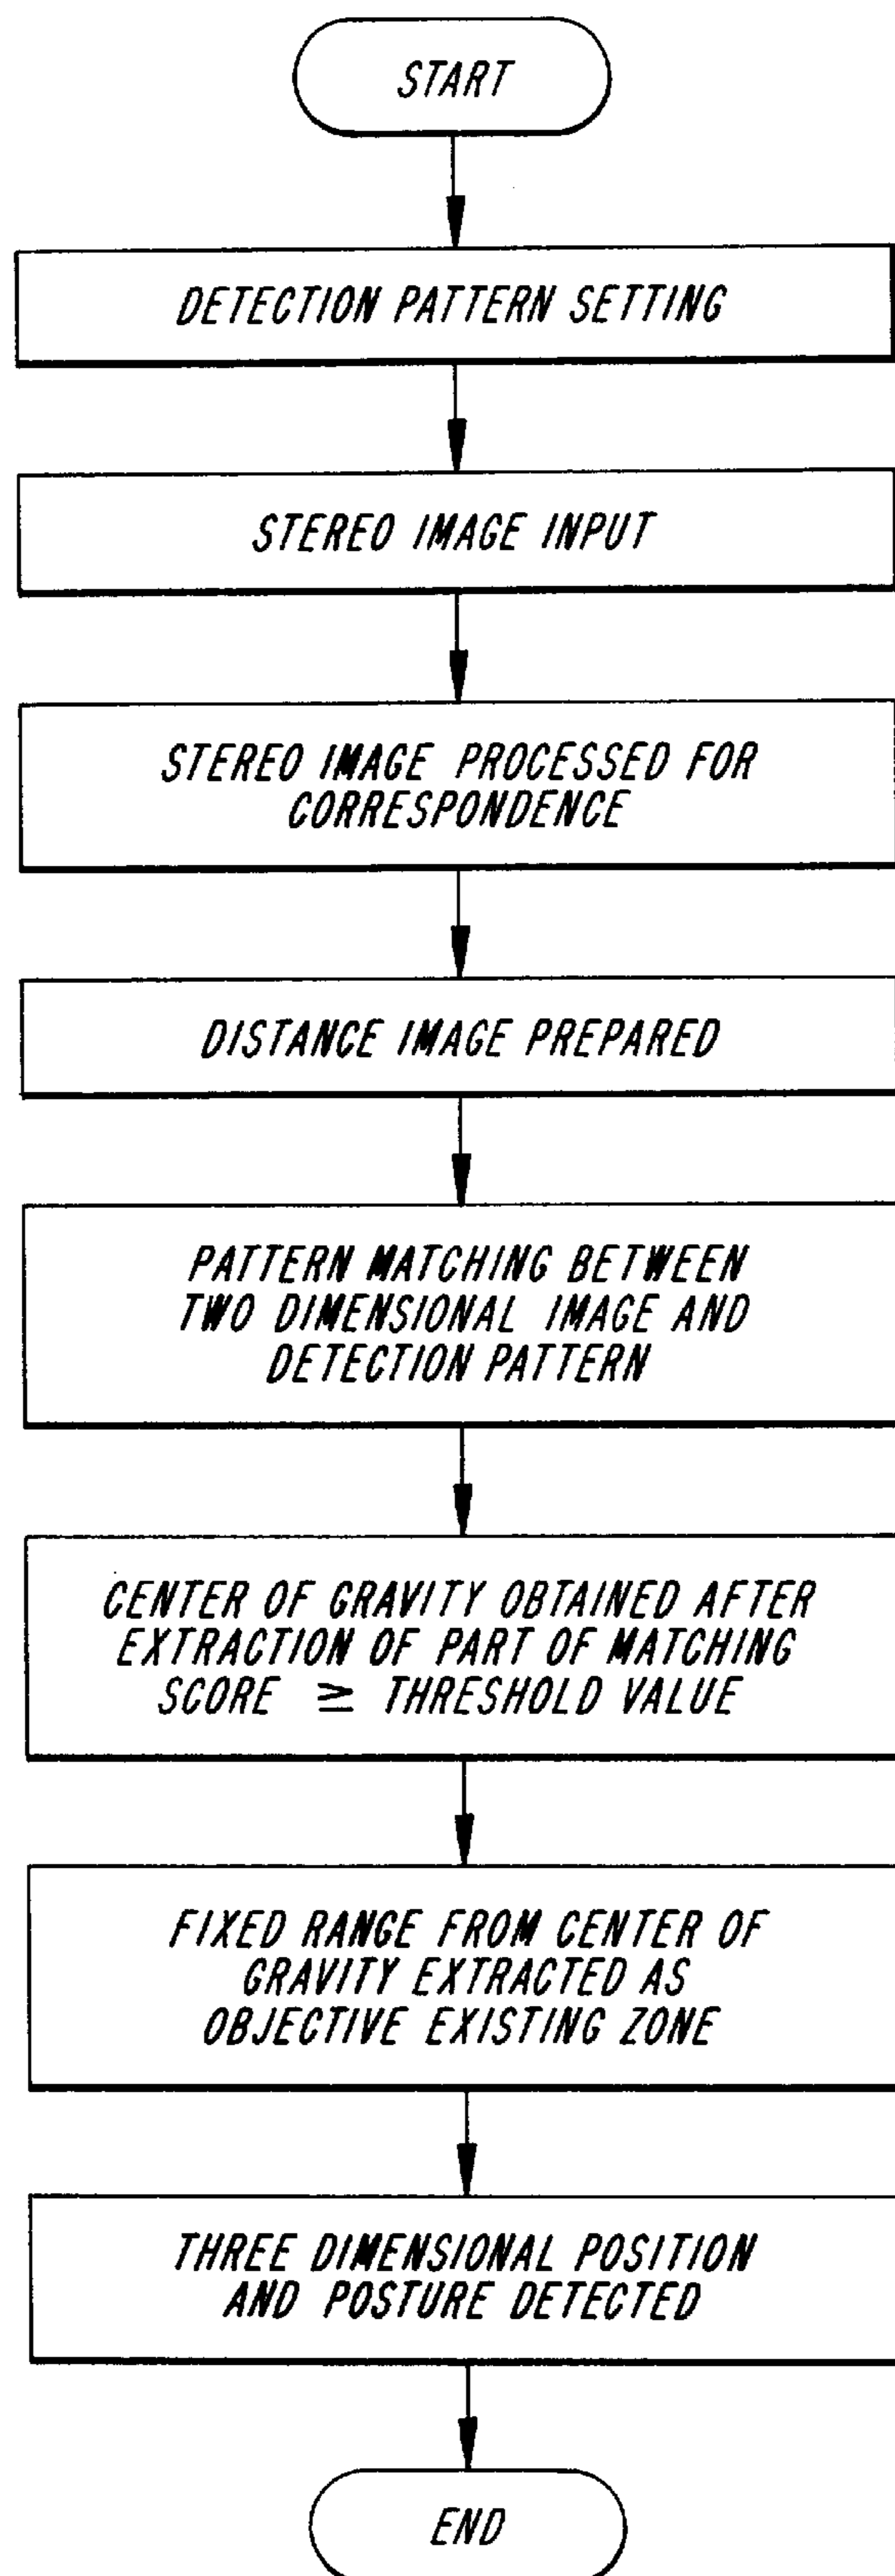 START
DETECTION PATTERN SETTING
STEREO IMAGE INPUT
STEREO IMAGE PROCESSED FOR
CORRESPONDENCE
DISTANCE IMAGE PREPARED
PATTERN MATCHING BETWEEN
TWO DIMENSIONAL IMAGE AND
DETECTION PATTERN
CENTER OF GRAVITY OBTAINED AFTER
EXTRACTION OF PART OF MATCHING
SCORE ≥ THRESHOLD VALUE
FIXED RANGE FROM CENTER OF
GRAVITY EXTRACTED AS
OBJECTIVE EXISTING ZONE
THREE DIMENSIONAL POSITION
AND POSTURE DETECTED
END